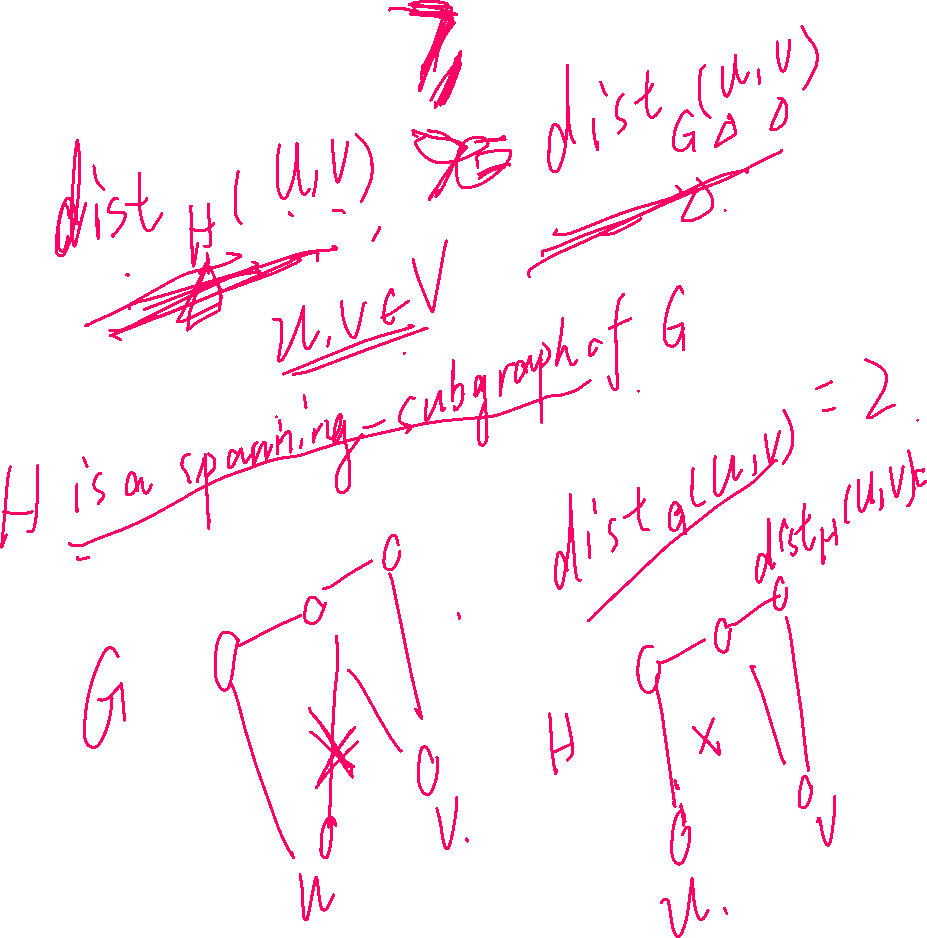 dist_H(u,v) ≥ dist_G(u,v)
u,v ∈ V
H is a spanning-subgraph of G
dist_G(u,v) = 2
dist_H(u,v) =
G
H
u
v.
u.
v